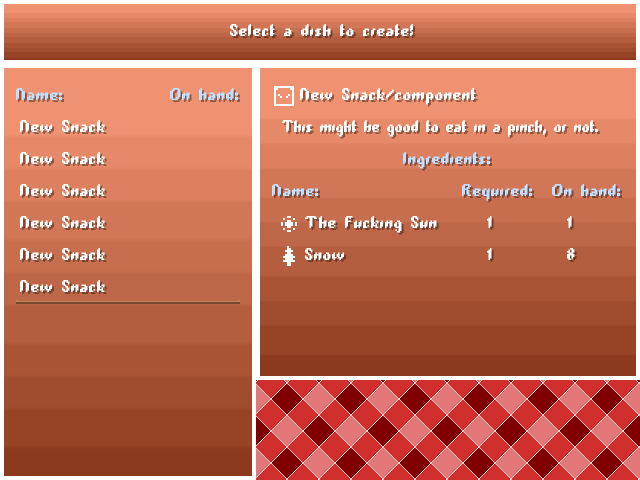 Select a dish to create!
Name: On hand:
New Snack
New Snack
New Snack
New Snack
New Snack
New Snack
New Snack/component
This might be good to eat in a pinch, or not.
Ingredients:
Name: Required: On hand:
The Fucking Sun 1 1
Snow 1 8